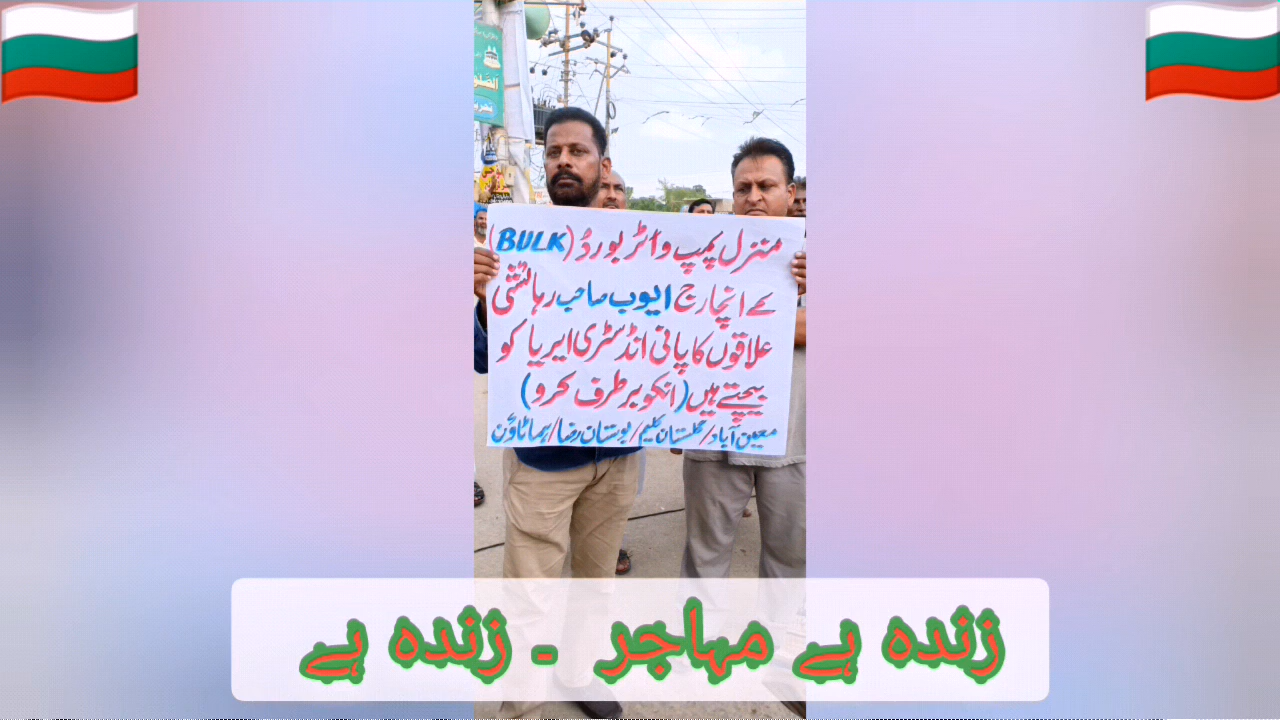 الصلوۃ
منزل پمپ واٹر بورڈ (BULK)
کے انچارج ایوب صاحب رہائشی
علاقوں کا پانی انڈسٹری ایریا کو
بیچتے ہیں (انکو برطرف کرو)
معین آباد/گلستان کلیم/بوستان رضا/ہما ٹاؤن
زندہ ہے مہاجر ۔ زندہ ہے